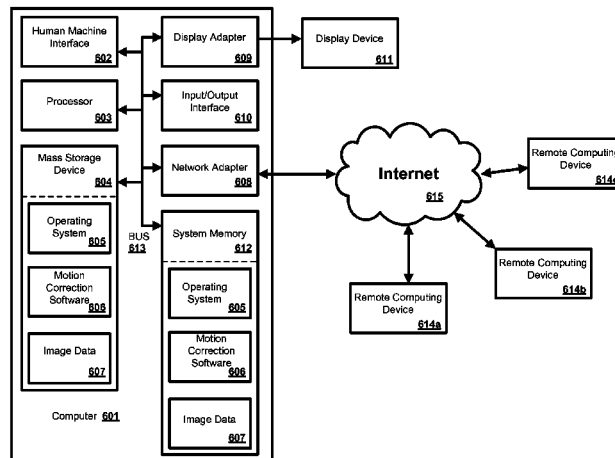 Human Machine
Interface
602
Processor
603
Mass Storage
Device
604
Operating
System
605
Motion
Correction
Software
606
Image Data
607
Computer 601
BUS
613
Display Adapter
609
Input/Output
Interface
610
Network Adapter
608
System Memory
612
Operating
System
605
Motion
Correction
Software
606
Image Data
607
Display Device
611
Internet
615
Remote Computing
Device
614a
Remote Computing
Device
614b
Remote Computing
Device